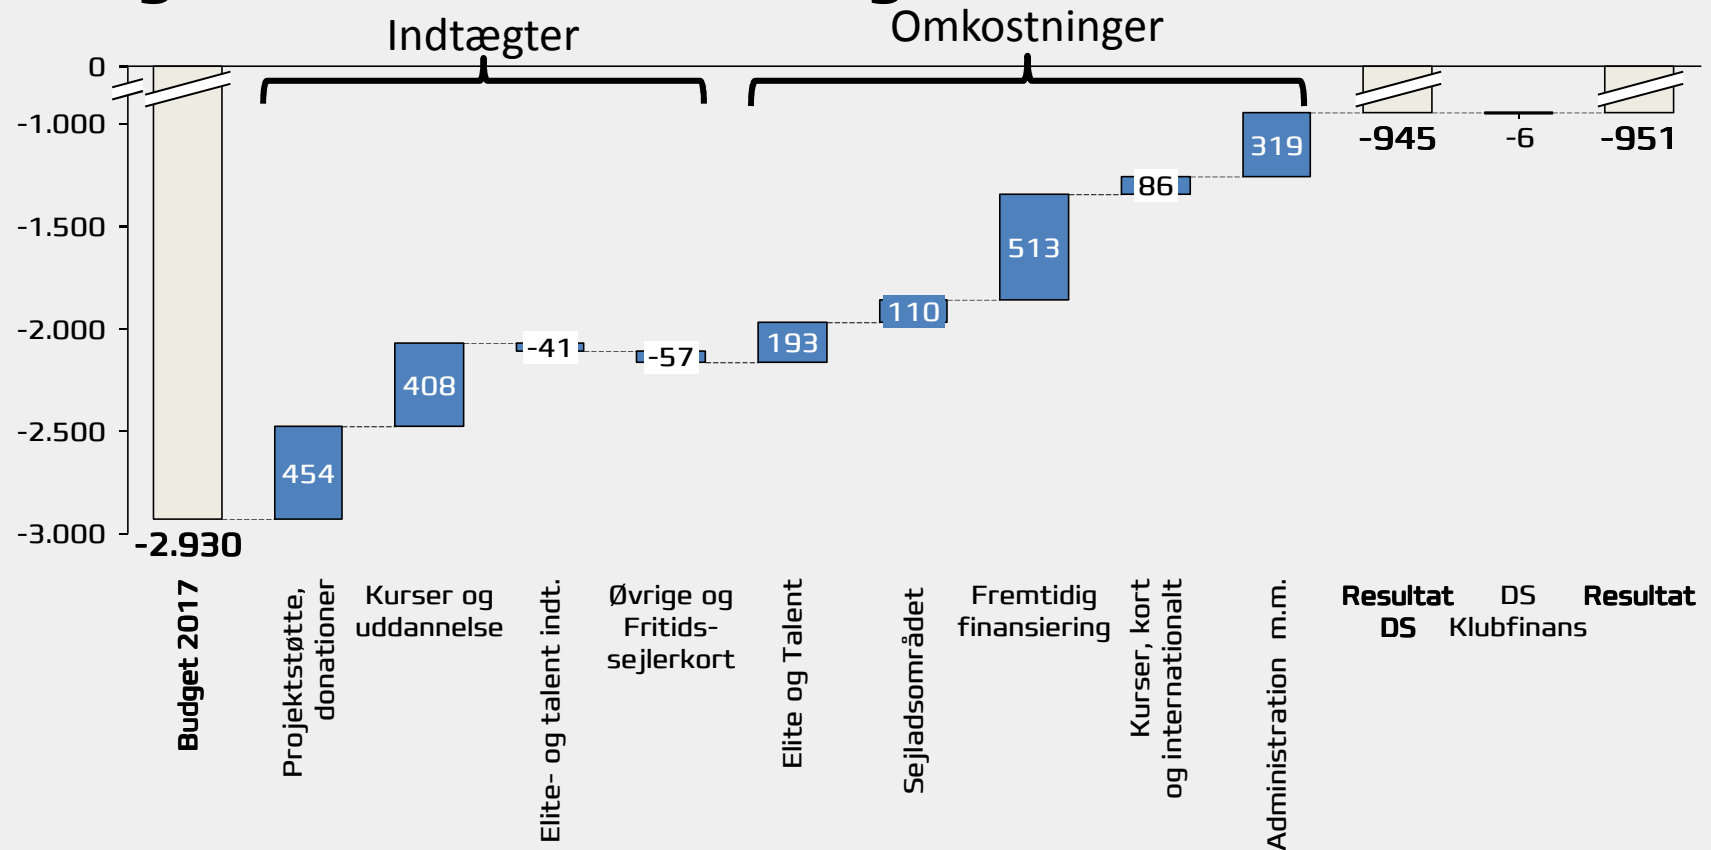 Indtægter
Omkostninger
0
-1.000
-1.500
-2.000
-2.500
-3.000
-2.930
454
408
-41
-57
193
110
513
86
319
-945
-6
-951
Budget 2017
Projektstøtte,
donationer
Kurser og
uddannelse
Elite- og talent indt.
Øvrige og
Fritids-
sejlerkort
Elite og Talent
Sejladsområdet
Fremtidig
finansiering
Kurser, kort
og internationalt
Administration  m.m.
Resultat
DS
DS
Klubfinans
Resultat